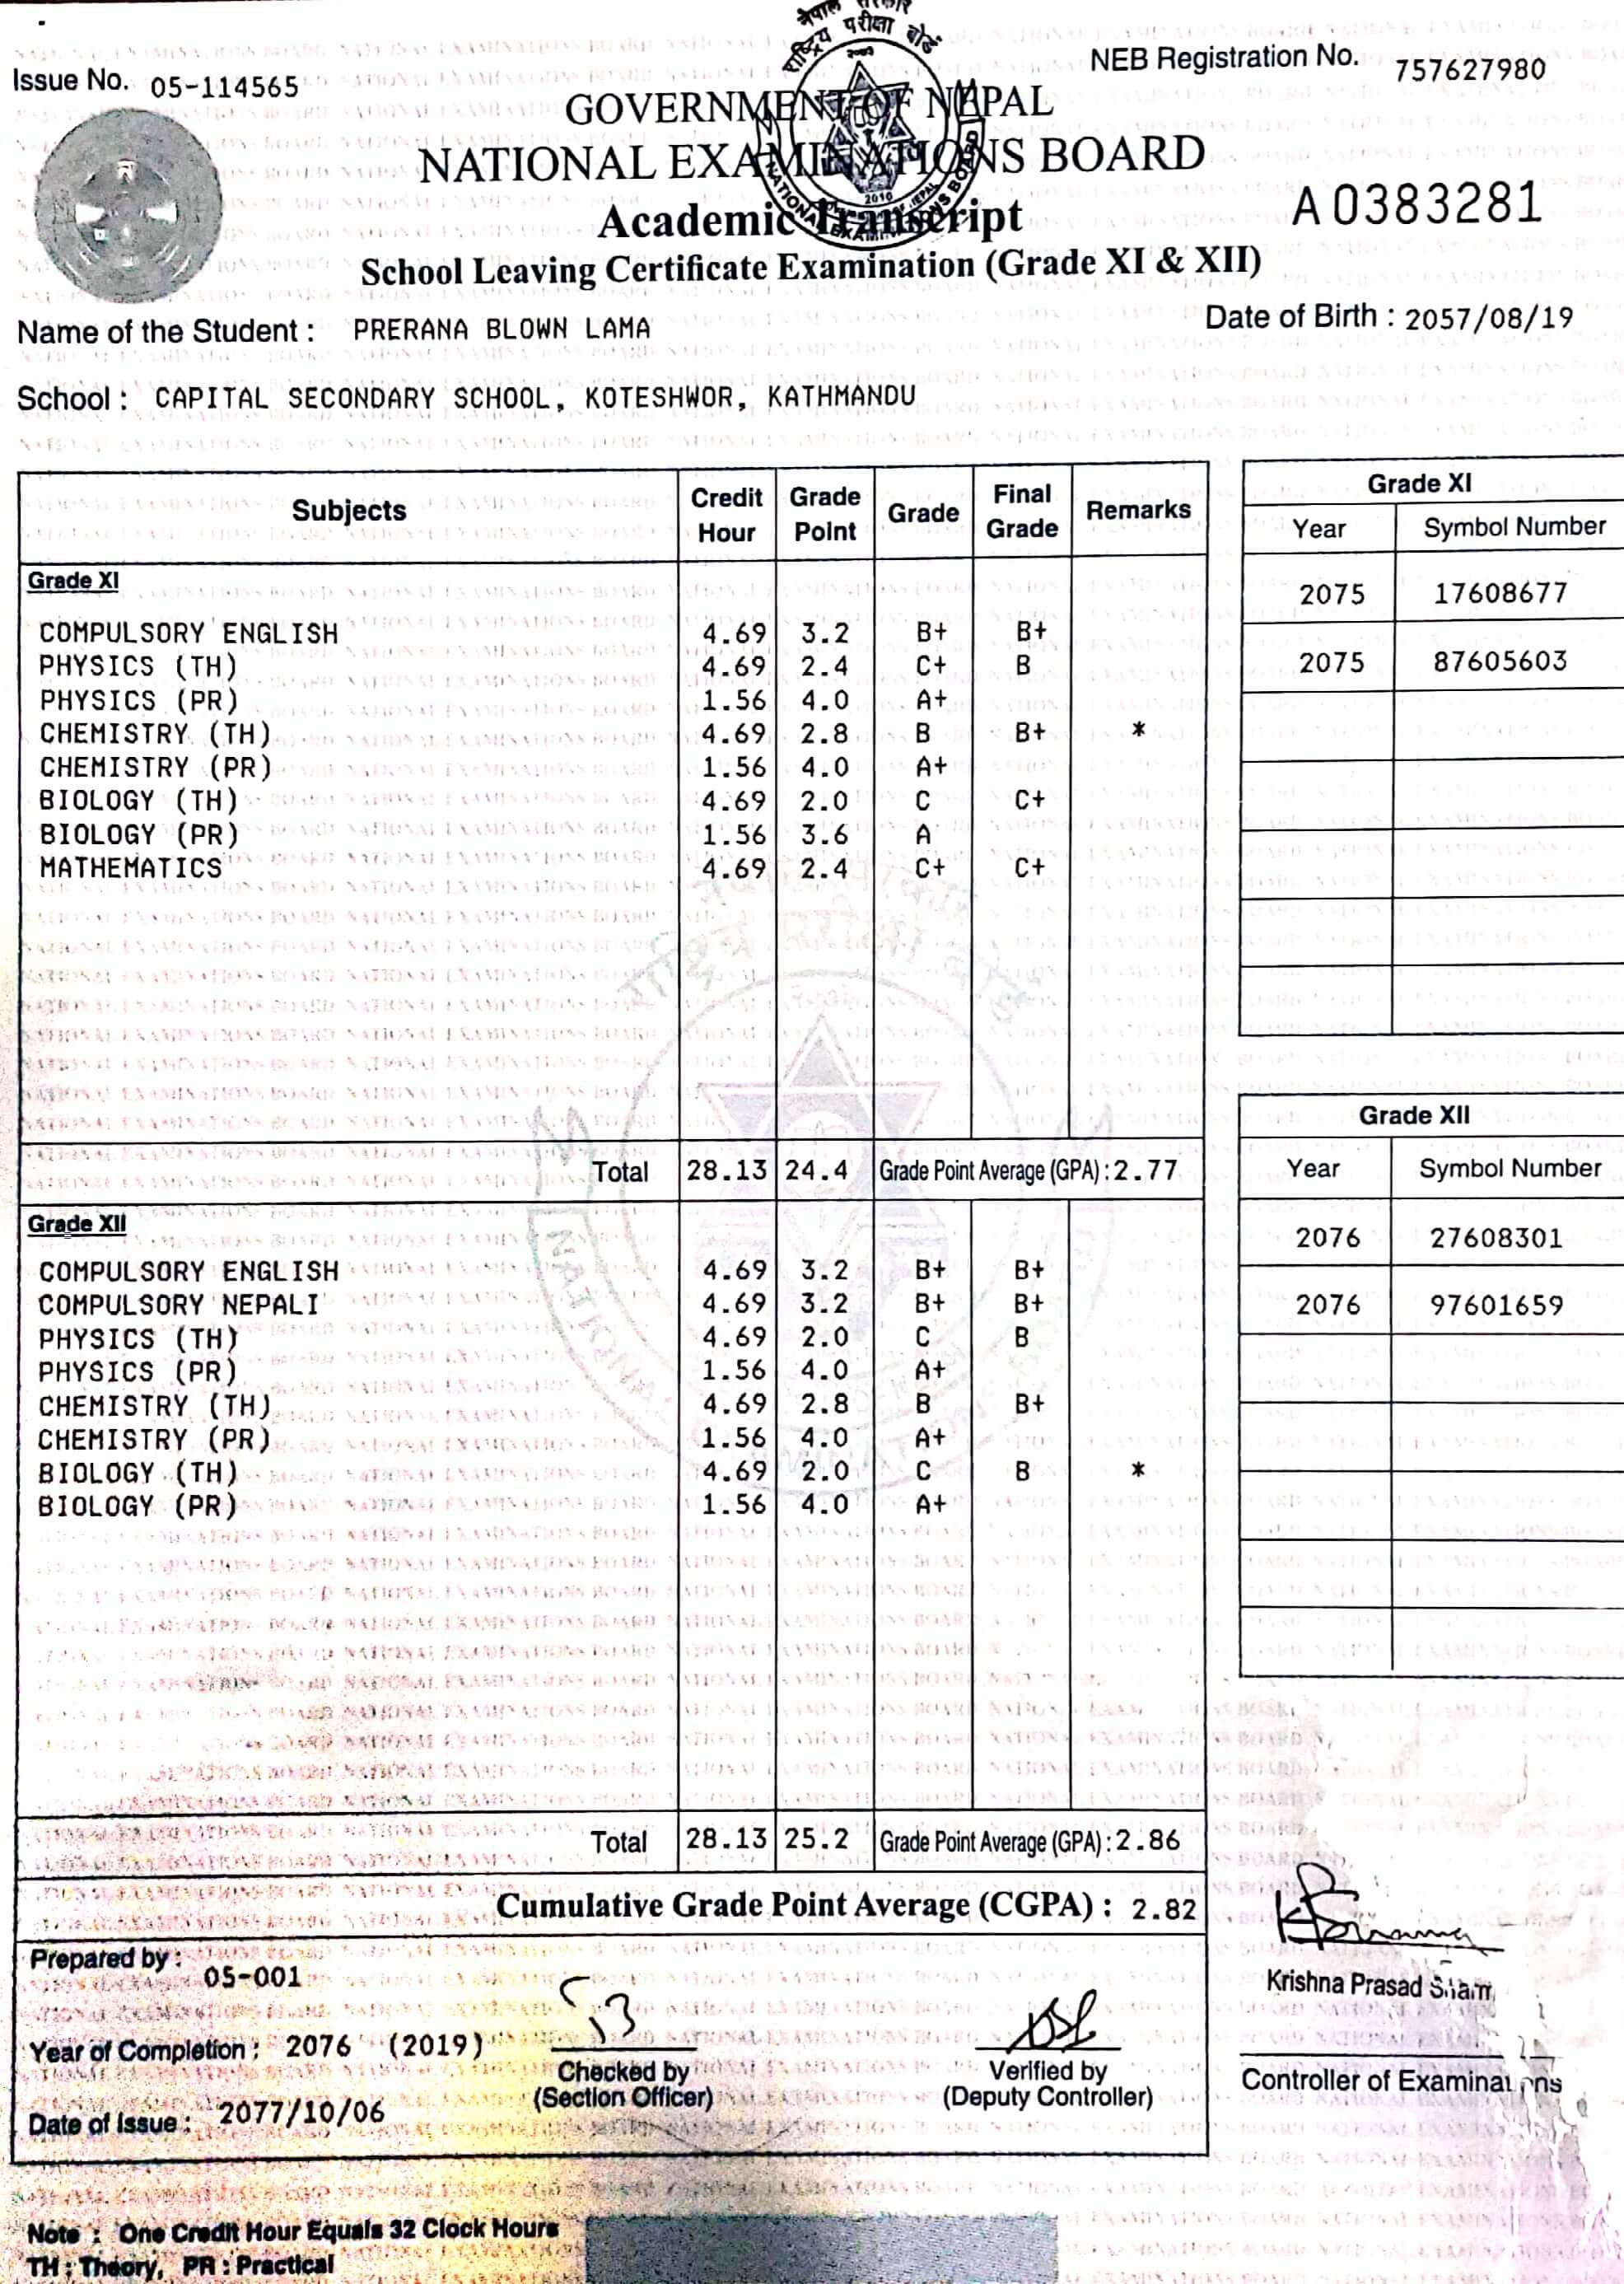 नेपाल सरकार
राष्ट्रिय परीक्षा बोर्ड
Issue No. 05-114565
NEB Registration No. 757627980
GOVERNMENT OF NEPAL
NATIONAL EXAMINATIONS BOARD
A0383281
Academic Transcript
School Leaving Certificate Examination (Grade XI & XII)
Name of the Student : PRERANA BLOWN LAMA
Date of Birth : 2057/08/19
School : CAPITAL SECONDARY SCHOOL, KOTESHWOR, KATHMANDU
Subjects Credit Hour Grade Point Grade Final Grade Remarks
Grade XI
COMPULSORY ENGLISH 4.69 3.2 B+ B+
PHYSICS (TH) 4.69 2.4 C+ B
PHYSICS (PR) 1.56 4.0 A+
CHEMISTRY (TH) 4.69 2.8 B B+ *
CHEMISTRY (PR) 1.56 4.0 A+
BIOLOGY (TH) 4.69 2.0 C C+
BIOLOGY (PR) 1.56 3.6 A
MATHEMATICS 4.69 2.4 C+ C+
Total 28.13 24.4 Grade Point Average (GPA) : 2.77
Grade XII
COMPULSORY ENGLISH 4.69 3.2 B+ B+
COMPULSORY NEPALI 4.69 3.2 B+ B+
PHYSICS (TH) 4.69 2.0 C B
PHYSICS (PR) 1.56 4.0 A+
CHEMISTRY (TH) 4.69 2.8 B B+
CHEMISTRY (PR) 1.56 4.0 A+
BIOLOGY (TH) 4.69 2.0 C B *
BIOLOGY (PR) 1.56 4.0 A+
Total 28.13 25.2 Grade Point Average (GPA) : 2.86
Cumulative Grade Point Average (CGPA) : 2.82
Grade XI
Year Symbol Number
2075 17608677
2075 87605603
Grade XII
Year Symbol Number
2076 27608301
2076 97601659
Prepared by : 05-001
Year of Completion : 2076 (2019)
Date of Issue : 2077/10/06
Checked by
(Section Officer)
Verified by
(Deputy Controller)
Krishna Prasad
Controller of Examinations
Note : One Credit Hour Equals 32 Clock Hours
TH : Theory, PR : Practical